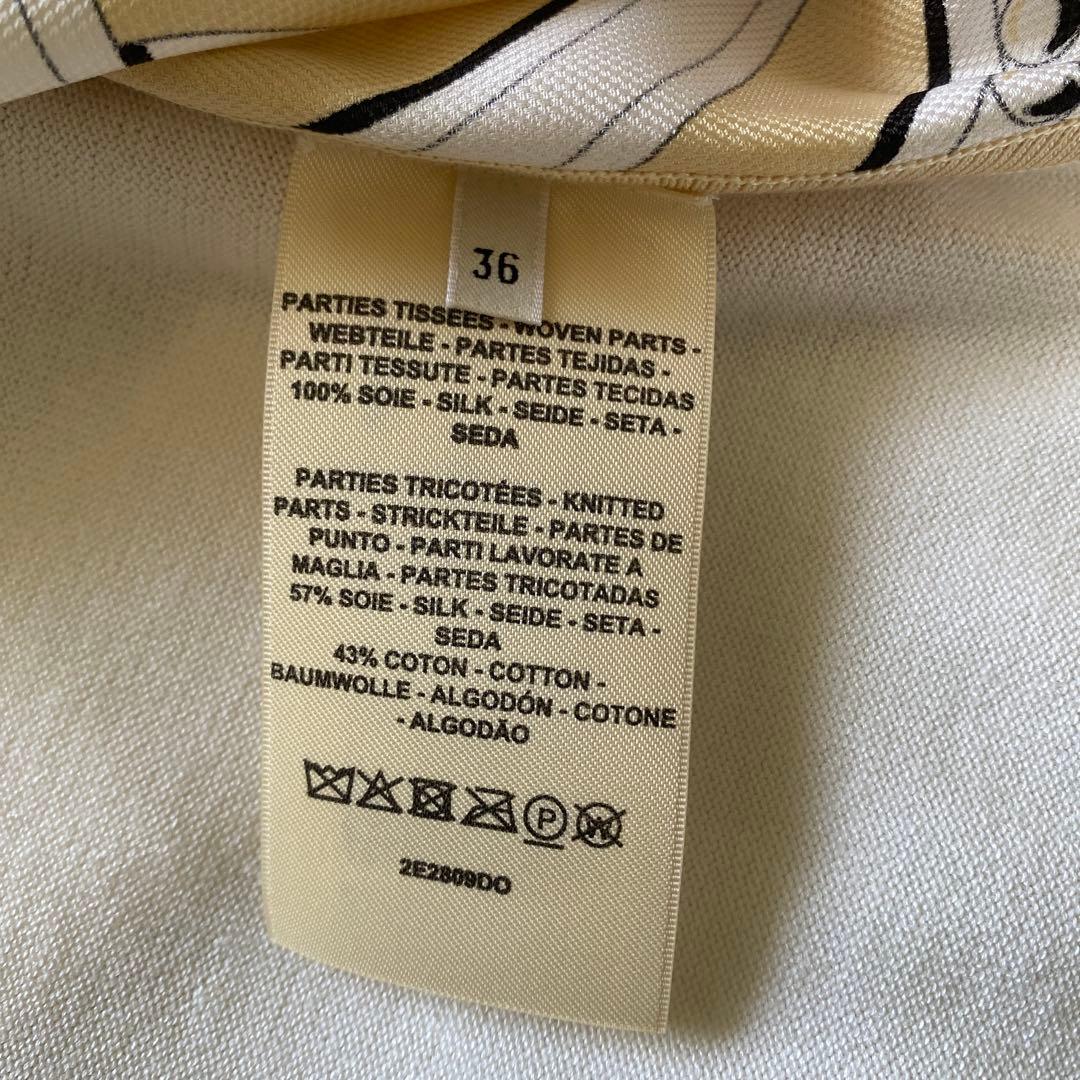 36
PARTIES TISSÉES - WOVEN PARTS -
WEBTEILE - PARTES TEJIDAS -
PARTI TESSUTE - PARTES TECIDAS
100% SOIE - SILK - SEIDE - SETA -
SEDA
PARTIES TRICOTÉES - KNITTED
PARTS - STRICKTEILE - PARTES DE
PUNTO - PARTI LAVORATE A
MAGLIA - PARTES TRICOTADAS
57% SOIE - SILK - SEIDE - SETA -
SEDA
43% COTON - COTTON -
BAUMWOLLE - ALGODÓN - COTONE
- ALGODÃO
P
W
2E2809DO